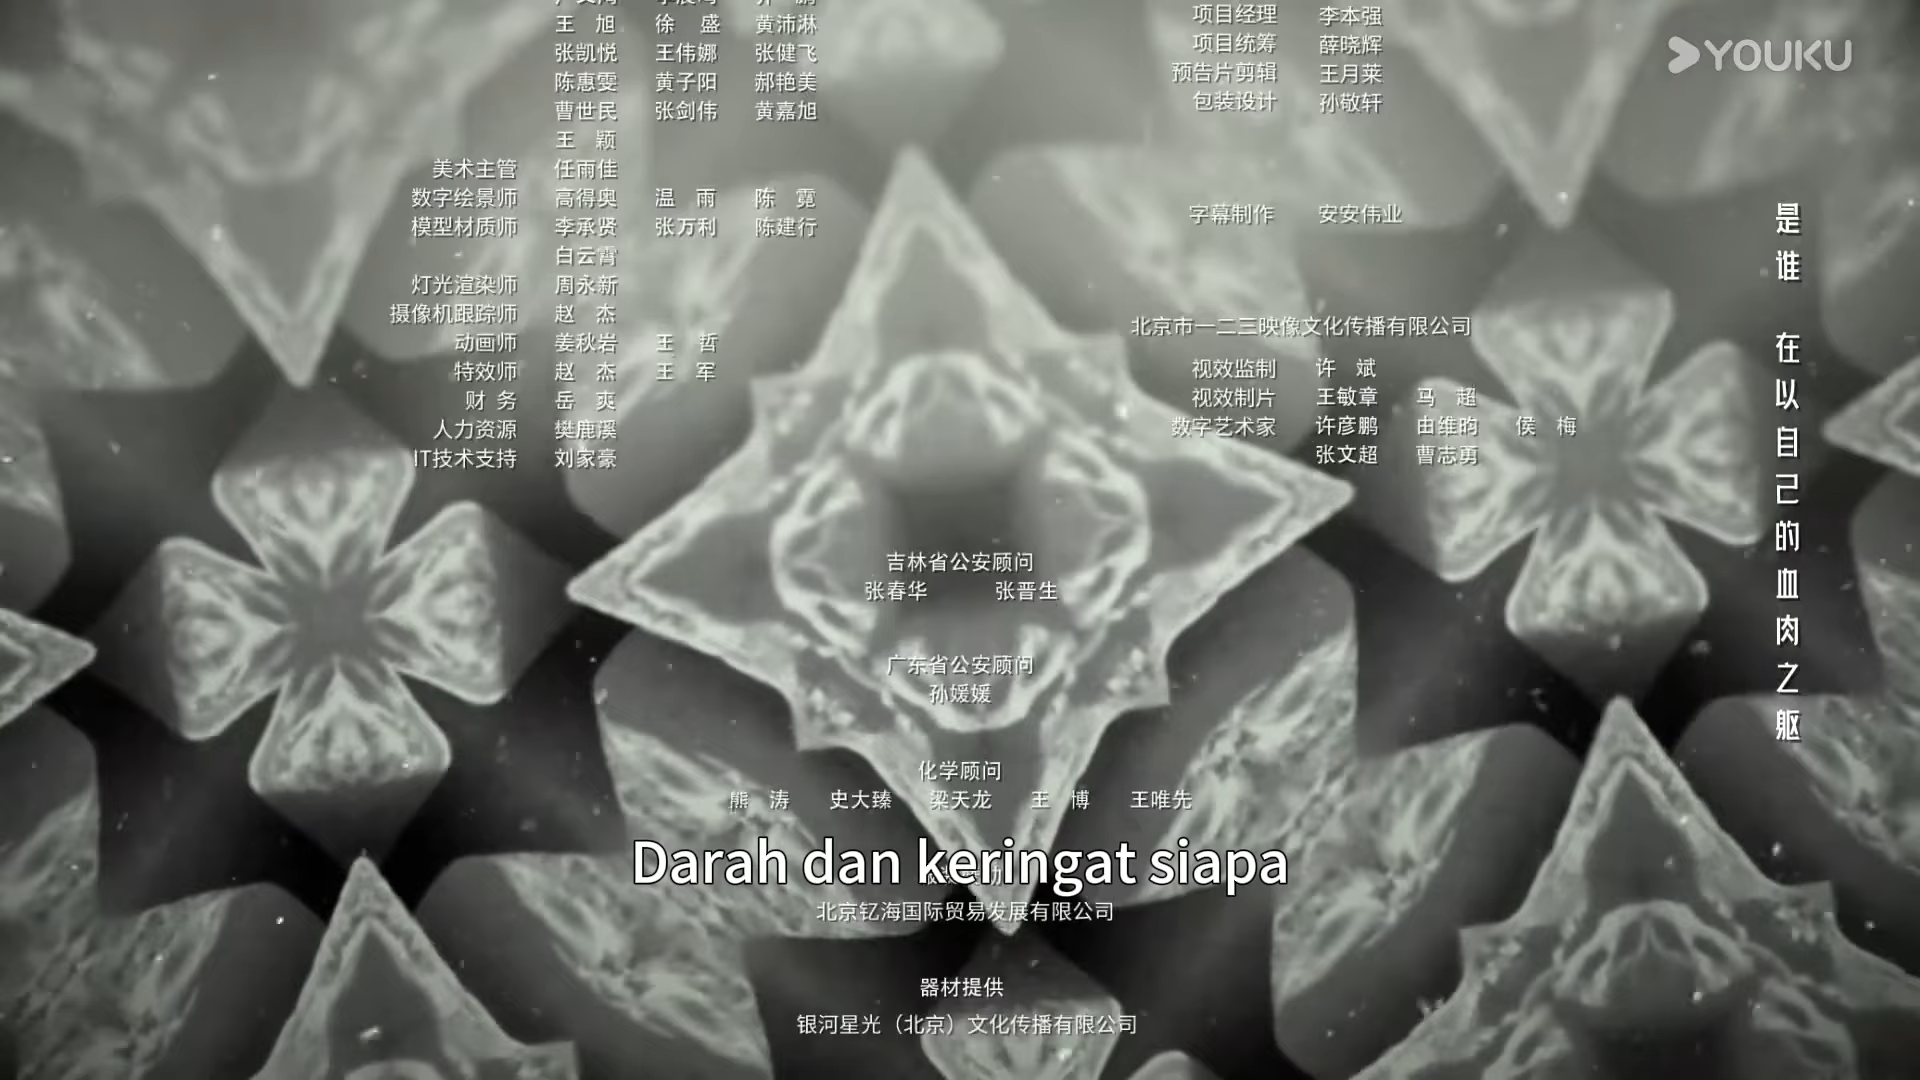 王 旭 徐 盛 黄沛淋
张凯悦 王伟娜 张健飞
陈惠雯 黄子阳 郝艳美
曹世民 张剑伟 黄嘉旭
王 颖
美术主管 任雨佳
数字绘景师 高得奥 温 雨 陈 霓
模型材质师 李承贤 张万利 陈建行
白云霄
灯光渲染师 周永新
摄像机跟踪师 赵 杰
动画师 姜秋岩 王 哲
特效师 赵 杰 王 军
财 务 岳 爽
人力资源 樊鹿溪
IT技术支持 刘家豪
项目经理 李本强
项目统筹 薛晓辉
预告片剪辑 王月莱
包装设计 孙敬轩
字幕制作 安安伟业
北京市一二三映像文化传播有限公司
视效监制 许 斌
视效制片 王敏章 马 超
数字艺术家 许彦鹏 由维昀 侯 梅
张文超 曹志勇
YOUKU
是谁 在以自己的血肉之躯
吉林省公安顾问
张春华 张晋生
广东省公安顾问
孙媛媛
化学顾问
熊 涛 史大臻 梁天龙 王 博 王唯先
Darah dan keringat siapa
北京钇海国际贸易发展有限公司
器材提供
银河星光（北京）文化传播有限公司